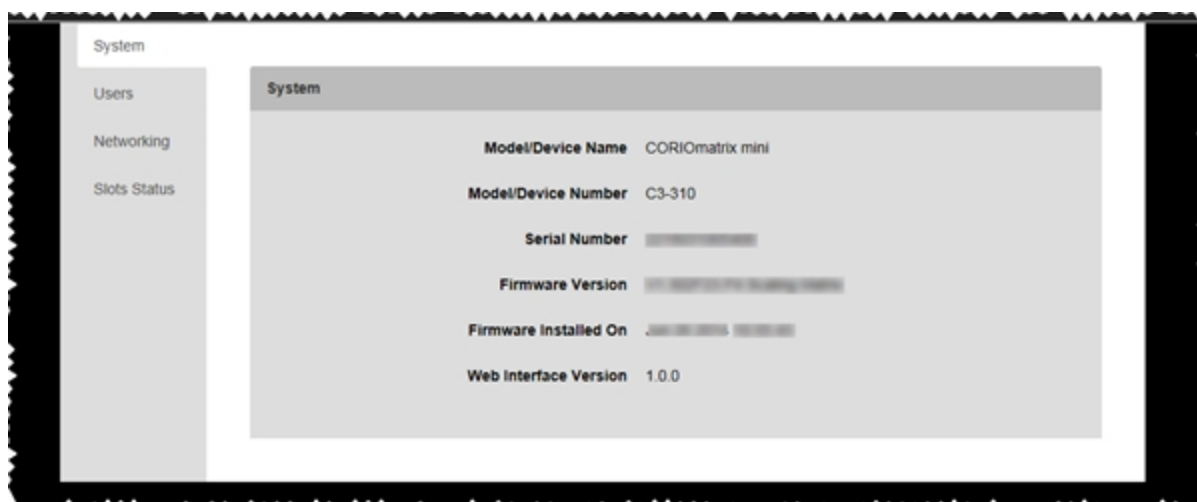 System
Users
Networking
Slots Status
System
Model/Device Name CORIOmatrix mini
Model/Device Number C3-310
Serial Number
Firmware Version
Firmware Installed On
Web Interface Version 1.0.0